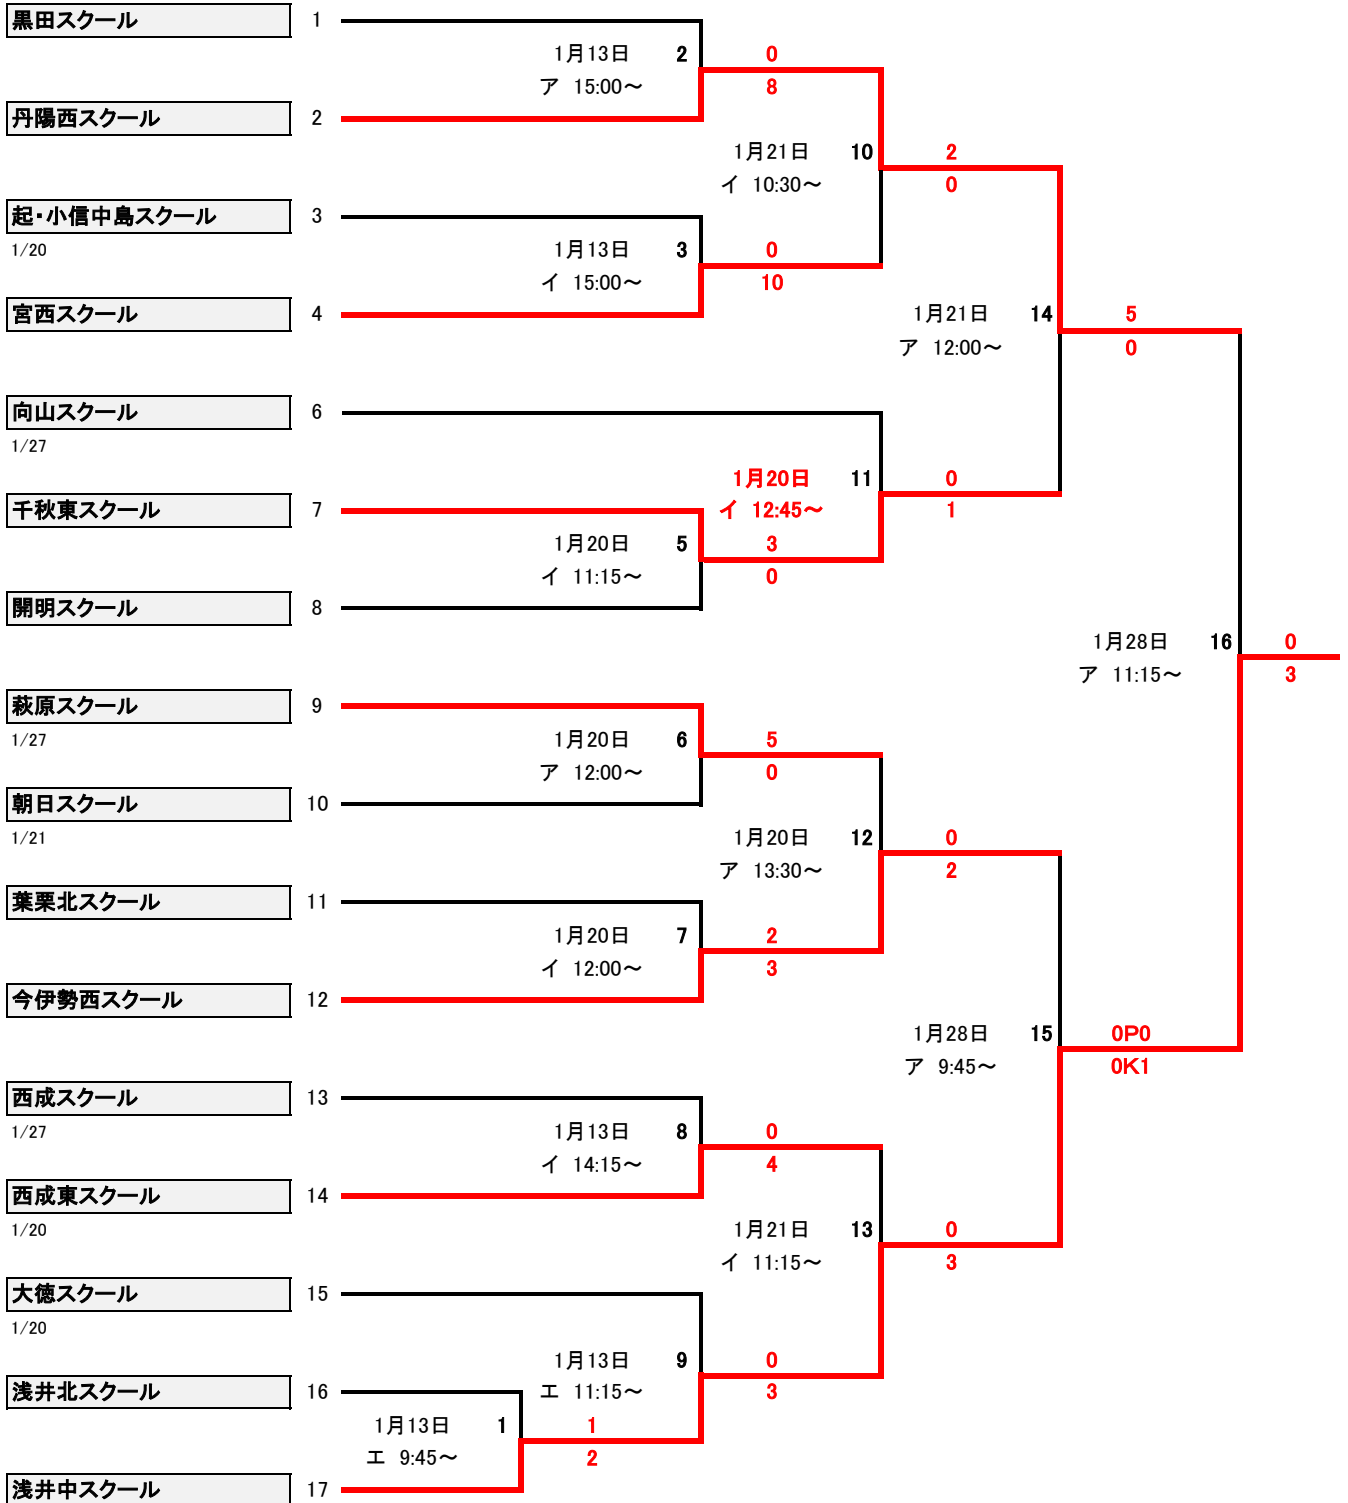 黒田スクール 1
1月13日 2 0
ア 15:00～ 8
丹陽西スクール 2
1月21日 10 2
イ 10:30～ 0
起・小信中島スクール 3
1/20 1月13日 3 0
イ 15:00～ 10
宮西スクール 4 1月21日 14 5
ア 12:00～ 0
向山スクール 6
1/27
1月20日 11 0
千秋東スクール 7 イ 12:45～ 1
1月20日 5 3
イ 11:15～ 0
開明スクール 8
1月28日 16 0
ア 11:15～ 3
萩原スクール 9
1/27 1月20日 6 5
ア 12:00～ 0
朝日スクール 10
1/21 1月20日 12 0
ア 13:30～ 2
葉栗北スクール 11
1月20日 7 2
イ 12:00～ 3
今伊勢西スクール 12
1月28日 15 0P0
ア 9:45～ 0K1
西成スクール 13
1/27 1月13日 8 0
イ 14:15～ 4
西成東スクール 14
1/20 1月21日 13 0
イ 11:15～ 3
大徳スクール 15
1/20
1月13日 9 0
浅井北スクール 16 エ 11:15～ 3
1月13日 1 1
エ 9:45～ 2
浅井中スクール 17